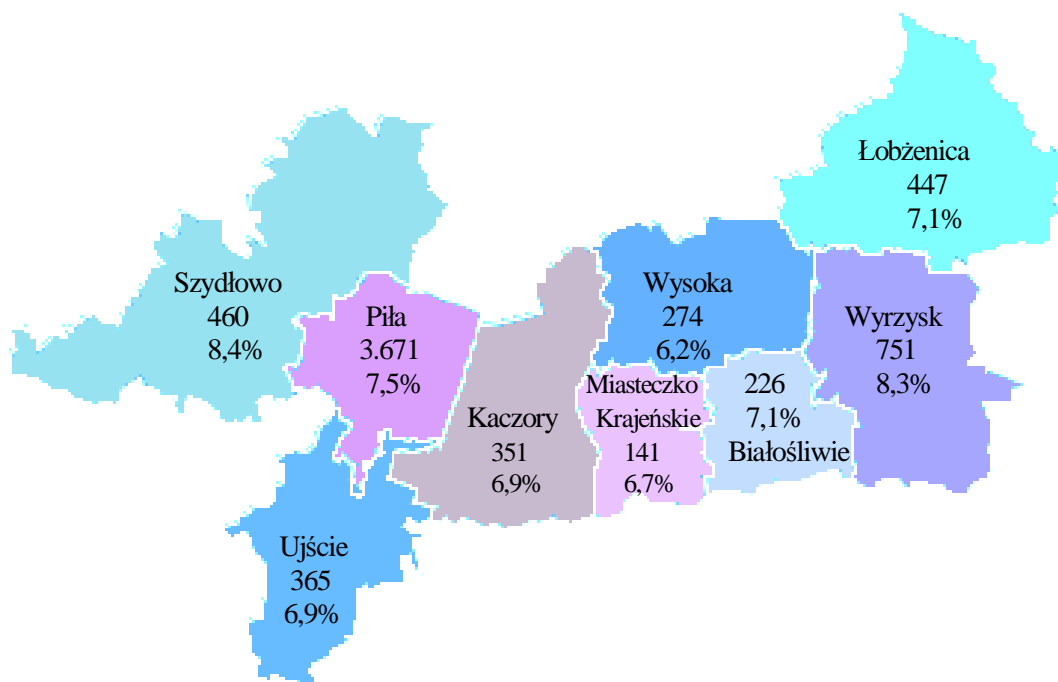 Łobżenica
447
7,1%
Szydłowo
460
8,4%
Piła
3.671
7,5%
Wysoka
274
6,2%
Wyrzysk
751
8,3%
Kaczory
351
6,9%
Miasteczko
Krajeńskie
141
6,7%
226
7,1%
Białośliwie
Ujście
365
6,9%